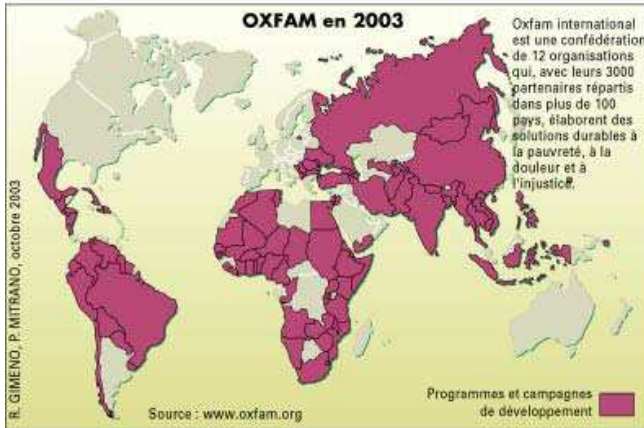 OXFAM en 2003
Oxfam international
est une confédération
de 12 organisations
qui, avec leurs 3000
partenaires répartis
dans plus de 100
pays, élaborent des
solutions durables à
la pauvreté, à la
douleur et à
l'injustice.
R. GIMENO, P. MITRANO, octobre 2003
Source : www.oxfam.org
Programmes et campagnes
de développement